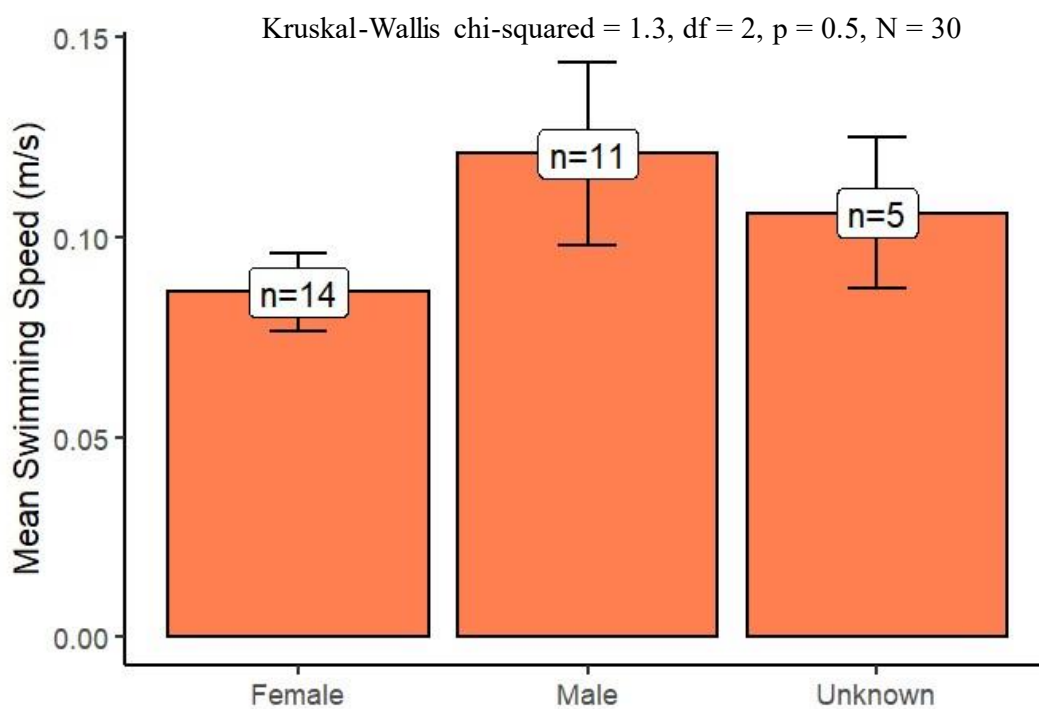 Kruskal-Wallis chi-squared = 1.3, df = 2, p = 0.5, N = 30
Mean Swimming Speed (m/s)
0.15
0.10
0.05
0.00
n=14
n=11
n=5
Female
Male
Unknown